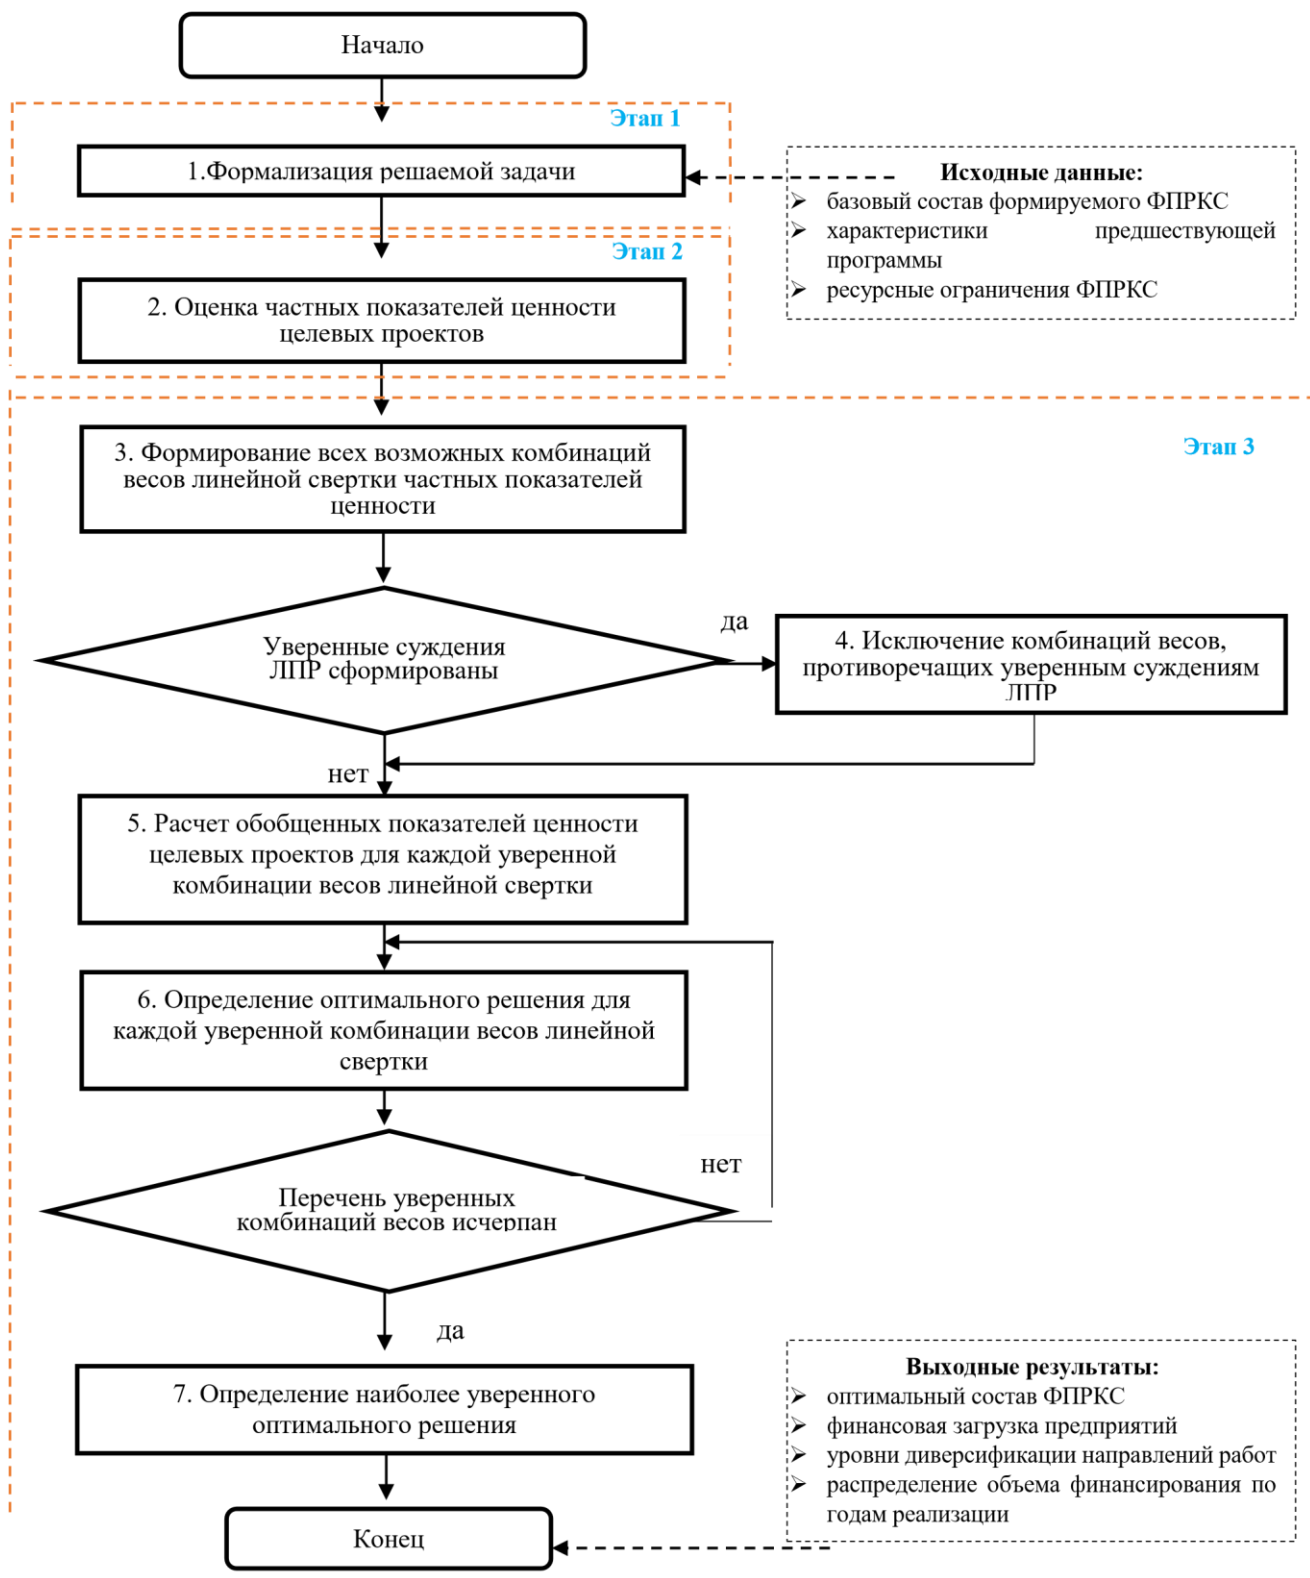 Начало
Этап 1
1.Формализация решаемой задачи
Исходные данные:
базовый состав формируемого ФПРКС
характеристики предшествующей
программы
ресурсные ограничения ФПРКС
Этап 2
2. Оценка частных показателей ценности
целевых проектов
Этап 3
3. Формирование всех возможных комбинаций
весов линейной свертки частных показателей
ценности
Уверенные суждения
ЛПР сформированы
да
4. Исключение комбинаций весов,
противоречащих уверенным суждениям
ЛПР
нет
5. Расчет обобщенных показателей ценности
целевых проектов для каждой уверенной
комбинации весов линейной свертки
6. Определение оптимального решения для
каждой уверенной комбинации весов линейной
свертки
нет
Перечень уверенных
комбинаций весов исчерпан
да
7. Определение наиболее уверенного
оптимального решения
Выходные результаты:
оптимальный состав ФПРКС
финансовая загрузка предприятий
уровни диверсификации направлений работ
распределение объема финансирования по
годам реализации
Конец